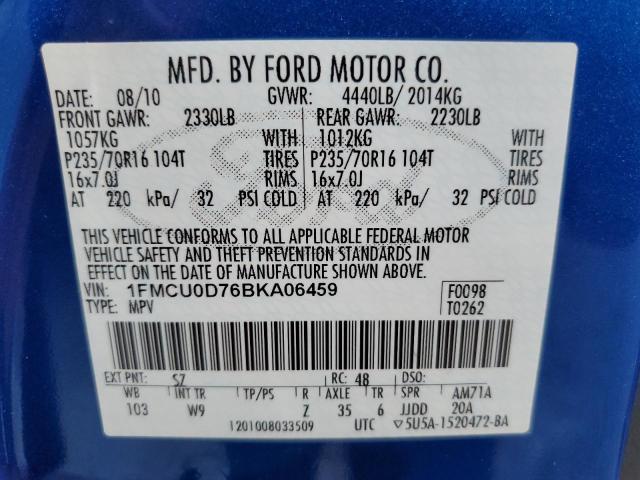 MFD. BY FORD MOTOR CO.
DATE: 08/10 GVWR: 4440LB/ 2014KG
FRONT GAWR: 2330LB REAR GAWR: 2230LB
1057KG WITH 1012KG WITH
P235/70R16 104T TIRES P235/70R16 104T TIRES
16x7.0J RIMS 16x7.0J RIMS
AT 220 kPa/ 32 PSI COLD AT 220 kPa/ 32 PSI COLD
Ford
THIS VEHICLE CONFORMS TO ALL APPLICABLE FEDERAL MOTOR
VEHICLE SAFETY AND THEFT PREVENTION STANDARDS IN
EFFECT ON THE DATE OF MANUFACTURE SHOWN ABOVE.
VIN: 1FMCU0D76BKA06459 F0098
TYPE: MPV T0262
EXT PNT: SZ RC: 48 DSO:
WB INT TR TP/PS R AXLE TR SPR AM71A
103 W9 Z 35 6 JJDD 20A
1201008033509 UTC ▽5U5A-1520472-BA